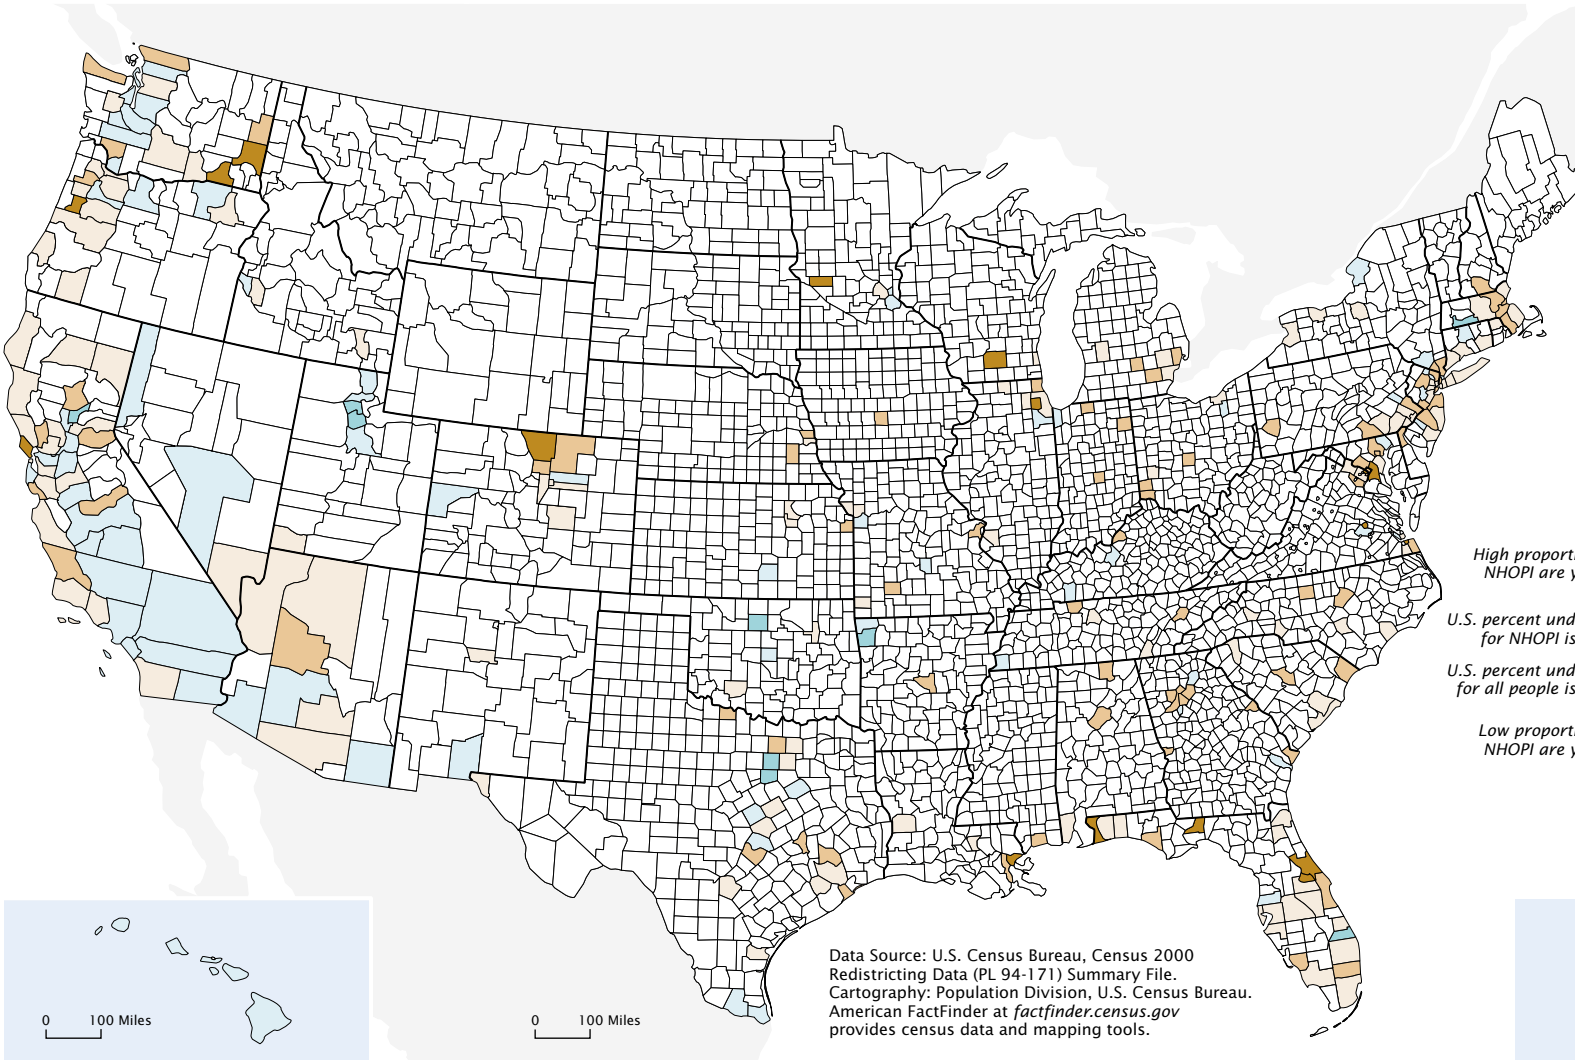 High proporti
NHOPI are y
U.S. percent und
for NHOPI is
U.S. percent und
for all people is
Low proporti
NHOPI are y
Data Source: U.S. Census Bureau, Census 2000
Redistricting Data (PL 94-171) Summary File.
Cartography: Population Division, U.S. Census Bureau.
American FactFinder at factfinder.census.gov
provides census data and mapping tools.
0 100 Miles
0 100 Miles